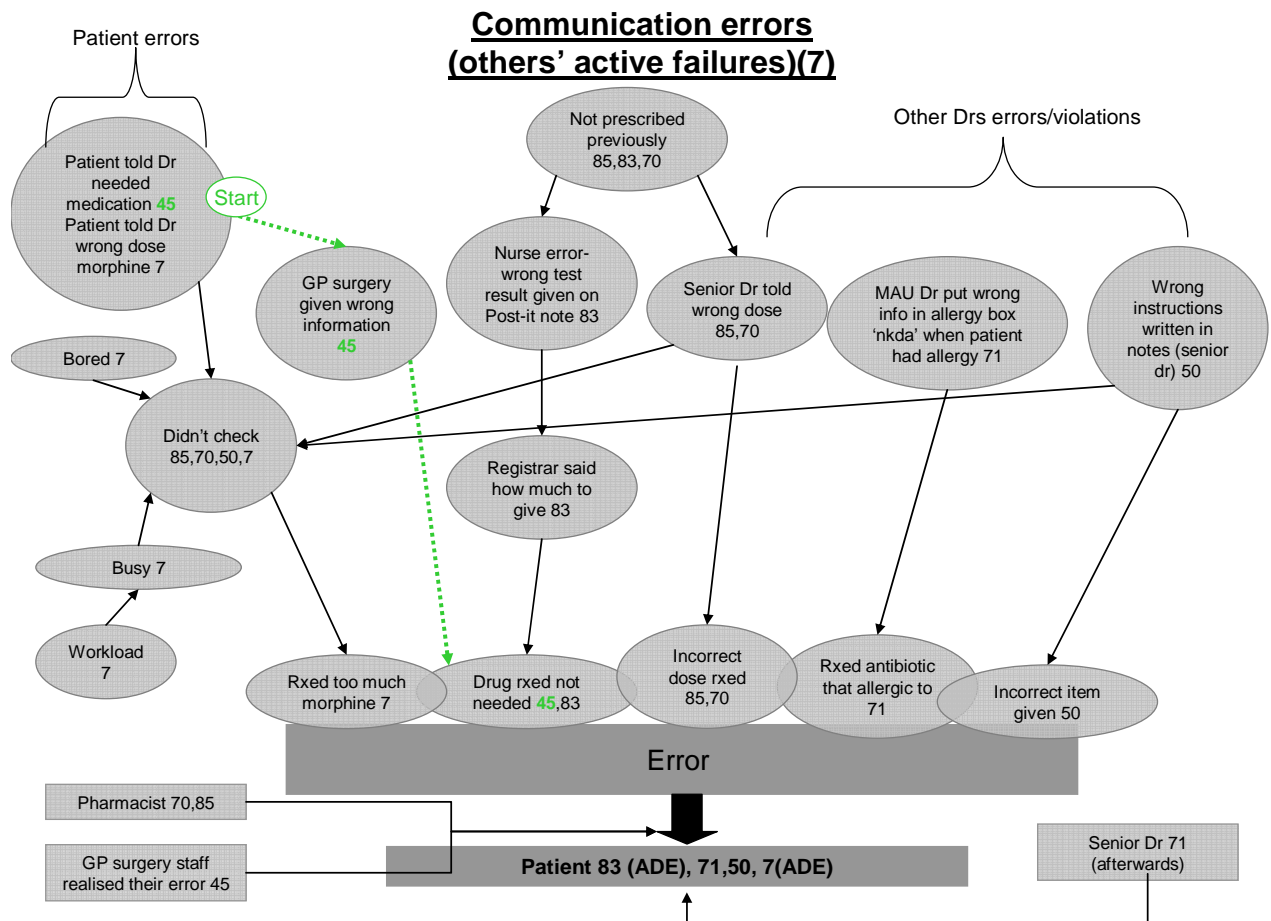 Communication errors
(others' active failures)(7)
Patient errors
Other Drs errors/violations
Patient told Dr
needed
medication 45
Patient told Dr
wrong dose
morphine 7
Start
Not prescribed
previously
85,83,70
GP surgery
given wrong
information
45
Nurse error-
wrong test
result given on
Post-it note 83
Senior Dr told
wrong dose
85,70
MAU Dr put wrong
info in allergy box
'nkda' when patient
had allergy 71
Wrong
instructions
written in
notes (senior
dr) 50
Bored 7
Didn't check
85,70,50,7
Registrar said
how much to
give 83
Busy 7
Workload
7
Rxed too much
morphine 7
Drug rxed not
needed 45,83
Incorrect
dose rxed
85,70
Rxed antibiotic
that allergic to
71
Incorrect item
given 50
Error
Pharmacist 70,85
GP surgery staff
realised their error 45
Patient 83 (ADE), 71,50, 7(ADE)
Senior Dr 71
(afterwards)